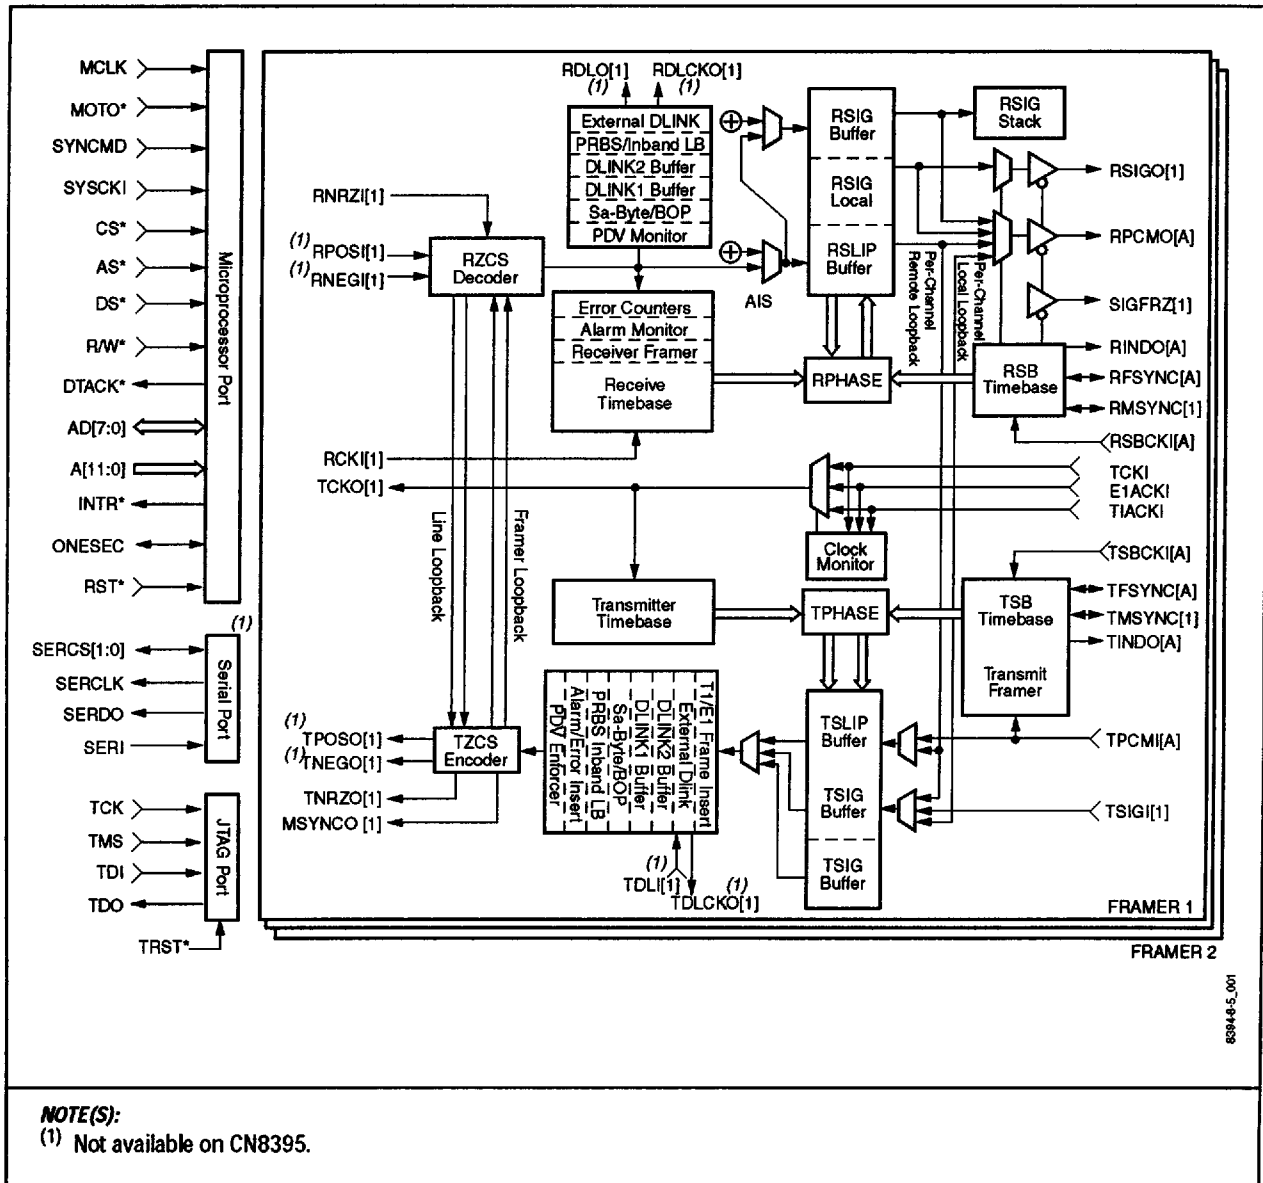 MCLK
MOTO*
SYNCMD
SYSCKI
CS*
AS*
DS*
R/W*
DTACK*
AD[7:0]
A[11:0]
INTR*
ONESEC
RST*
Microprocessor Port
(1)
SERCS[1:0]
SERCLK
SERDO
SERI
Serial Port
TCK
TMS
TDI
TDO
TRST*
JTAG Port
RDLO[1]
(1)
RDLCKO[1]
(1)
External DLINK
PRBS/Inband LB
DLINK2 Buffer
DLINK1 Buffer
Sa-Byte/BOP
PDV Monitor
RNRZI[1]
(1)
RPOSI[1]
(1)
RNEGI[1]
RZCS
Decoder
Error Counters
Alarm Monitor
Receiver Framer
Receive
Timebase
RCKI[1]
TCKO[1]
Line Loopback
Framer Loopback
AIS
RSIG
Buffer
RSIG
Local
RSLIP
Buffer
RPHASE
RSIG
Stack
Per-Channel
Remote Loopback
Per-Channel
Local Loopback
RSB
Timebase
RSIGO[1]
RPCMO[A]
SIGFRZ[1]
RINDO[A]
RFSYNC[A]
RMSYNC[1]
RSBCKI[A]
TCKI
E1ACKI
TIACKI
Clock
Monitor
Transmitter
Timebase
TPHASE
TSB
Timebase
Transmit
Framer
TSBCKI[A]
TFSYNC[A]
TMSYNC[1]
TINDO[A]
TPCMI[A]
TSIGI[1]
(1)
TPOSO[1]
(1)
TNEGO[1]
TNRZO[1]
MSYNCO [1]
TZCS
Encoder
T1/E1 Frame Insert
External Dlink
DLINK2 Buffer
DLINK1 Buffer
Sa-Byte/BOP
PRBS Inband LB
Alarm/Error Insert
PDV Enforcer
(1)
TDLI[1]
(1)
TDLCKO[1]
TSLIP
Buffer
TSIG
Buffer
TSIG
Buffer
FRAMER 1
FRAMER 2
8394-8-5_001
NOTE(S):
(1) Not available on CN8395.